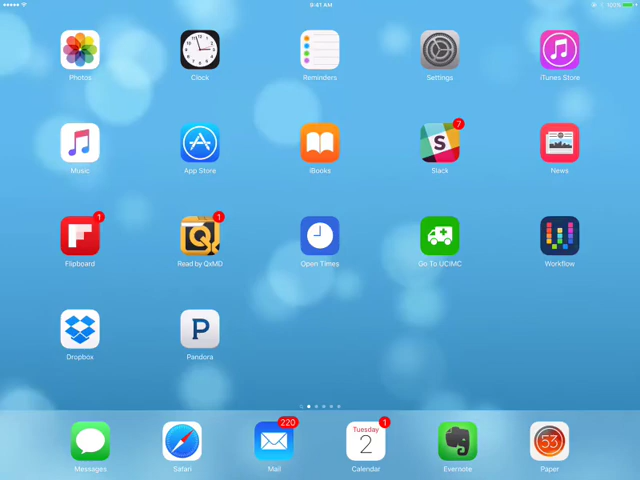 9:41 AM
100%
Photos
Clock
Reminders
Settings
iTunes Store
Music
App Store
iBooks
7
S
Slack
News
1
Flipboard
1
Q
Read by QxMD
Open Times
Go To UCIMC
Workflow
Dropbox
P
Pandora
Messages
Safari
220
Mail
1
Tuesday
2
Calendar
Evernote
53
Paper